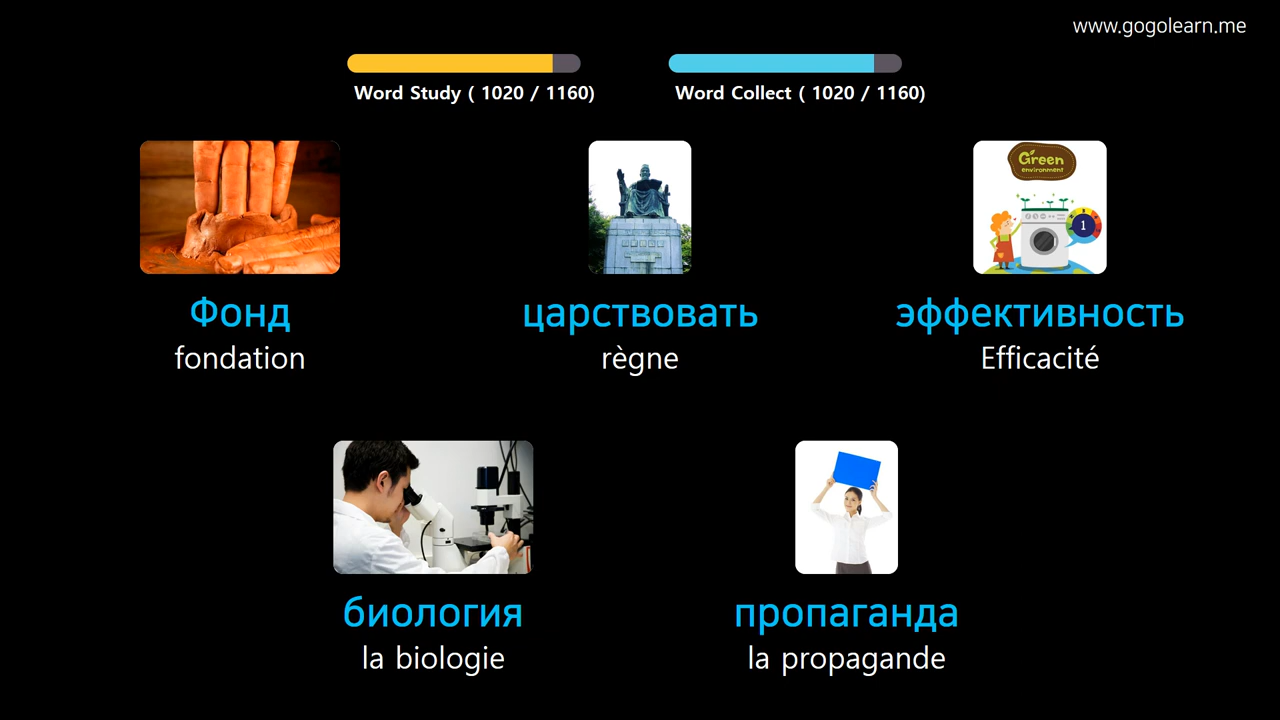 www.gogolearn.me
Word Study ( 1020 / 1160)
Word Collect ( 1020 / 1160)
Green
environment
1
Фонд
fondation
царствовать
règne
эффективность
Efficacité
биология
la biologie
пропаганда
la propagande